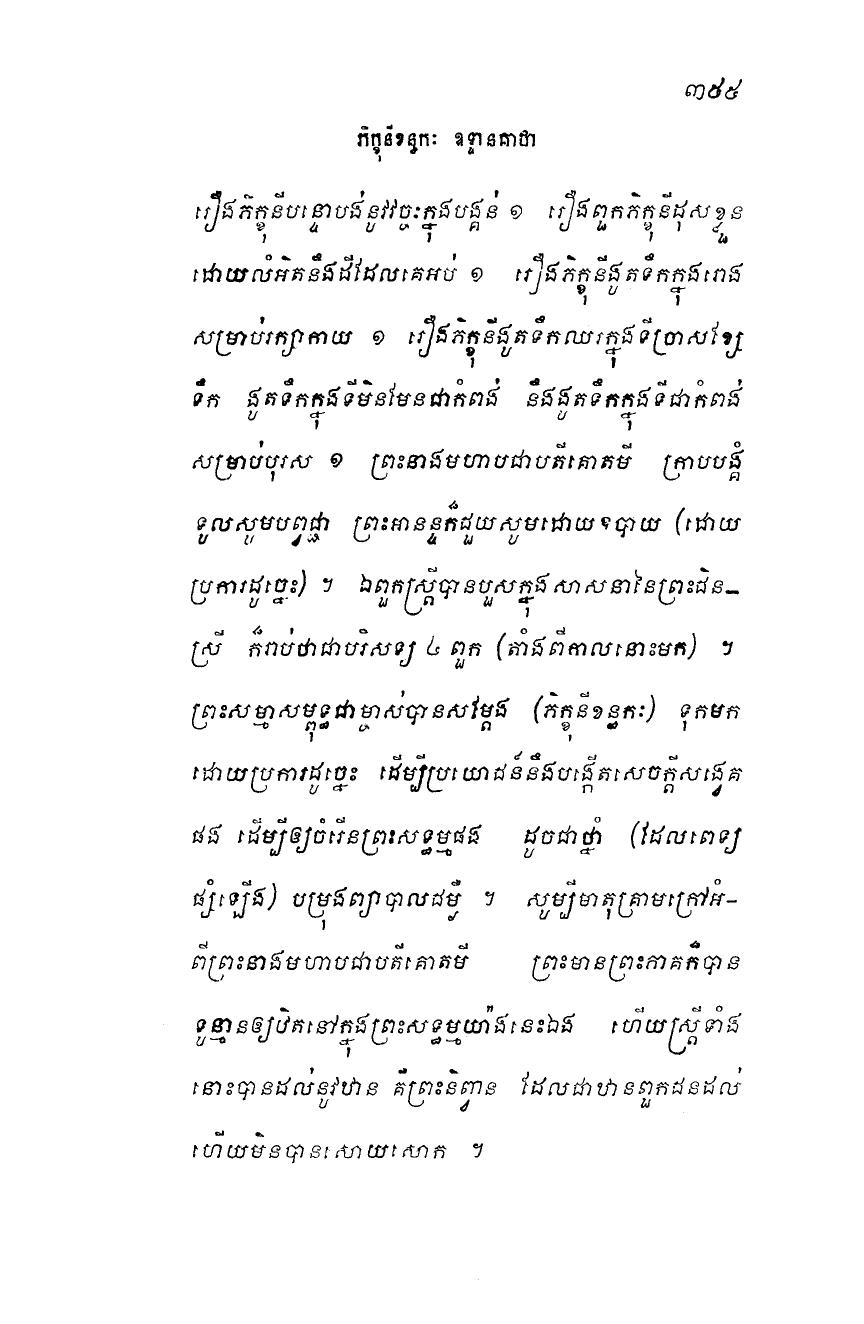 ៣៩៥
ភិក្ខុនីខន្ធកៈ ឧទ្ទានគាថា
រឿងភិក្ខុនីបន្ទោបង់នូវវច្ចៈក្នុងបង្គន់ ១ រឿងពួកភិក្ខុនីដុសខ្លួន
ដោយលំអិតនឹងដីដែលគេអប់ ១ រឿងភិក្ខុនីងូតទឹកក្នុងរោង
សម្រាប់រក្សាកាយ ១ រឿងភិក្ខុនីងូតទឹកឈរក្នុងទីច្រាសខ្សែ
ទឹក ងូតទឹកក្នុងទីមិនមែនជាកំពង់ នឹងងូតទឹកក្នុងទីជាកំពង់
សម្រាប់បុរស ១ ព្រះនាងមហាបជាបតីគោតមី ក្រាបបង្គំ
ទូលសូមបព្វជ្ជា ព្រះអានន្ទក៏ជួយសូមដោយឧបាយ (ដោយ
ប្រការដូច្នេះ) ។ ឯពួកស្ត្រីបានបួសក្នុងសាសនានៃព្រះជិន–
ស្រី ក៏រាប់ថាជាបរិសទ្យ ៤ ពួក (តាំងពីកាលនោះមក) ។
ព្រះសម្មាសម្ពុទ្ធជាម្ចាស់បានសម្តែង (ភិក្ខុនីខន្ធកៈ) ទុកមក
ដោយប្រការដូច្នេះ ដើម្បីប្រយោជន៍នឹងបង្កើតសេចក្តីសង្វេគ
ផង ដើម្បីឲ្យចំរើនព្រះសទ្ធម្មផង ដូចជាថ្នាំ (ដែលពេទ្យ
ផ្សំឡើង) បម្រុងព្យាបាលជម្ងឺ ។ សូម្បីមាតុគ្រាមក្រៅអំ–
ពីព្រះនាងមហាបជាបតីគោតមី ព្រះមានព្រះភាគក៏បាន
ទូន្មានឲ្យឋិតនៅក្នុងព្រះសទ្ធម្មយ៉ាងនេះឯង ហើយស្ត្រីទាំង
នោះបានដល់នូវឋាន គឺព្រះនិព្វាន ដែលជាឋានពួកជនដល់
ហើយមិនបានសោយសោក ។